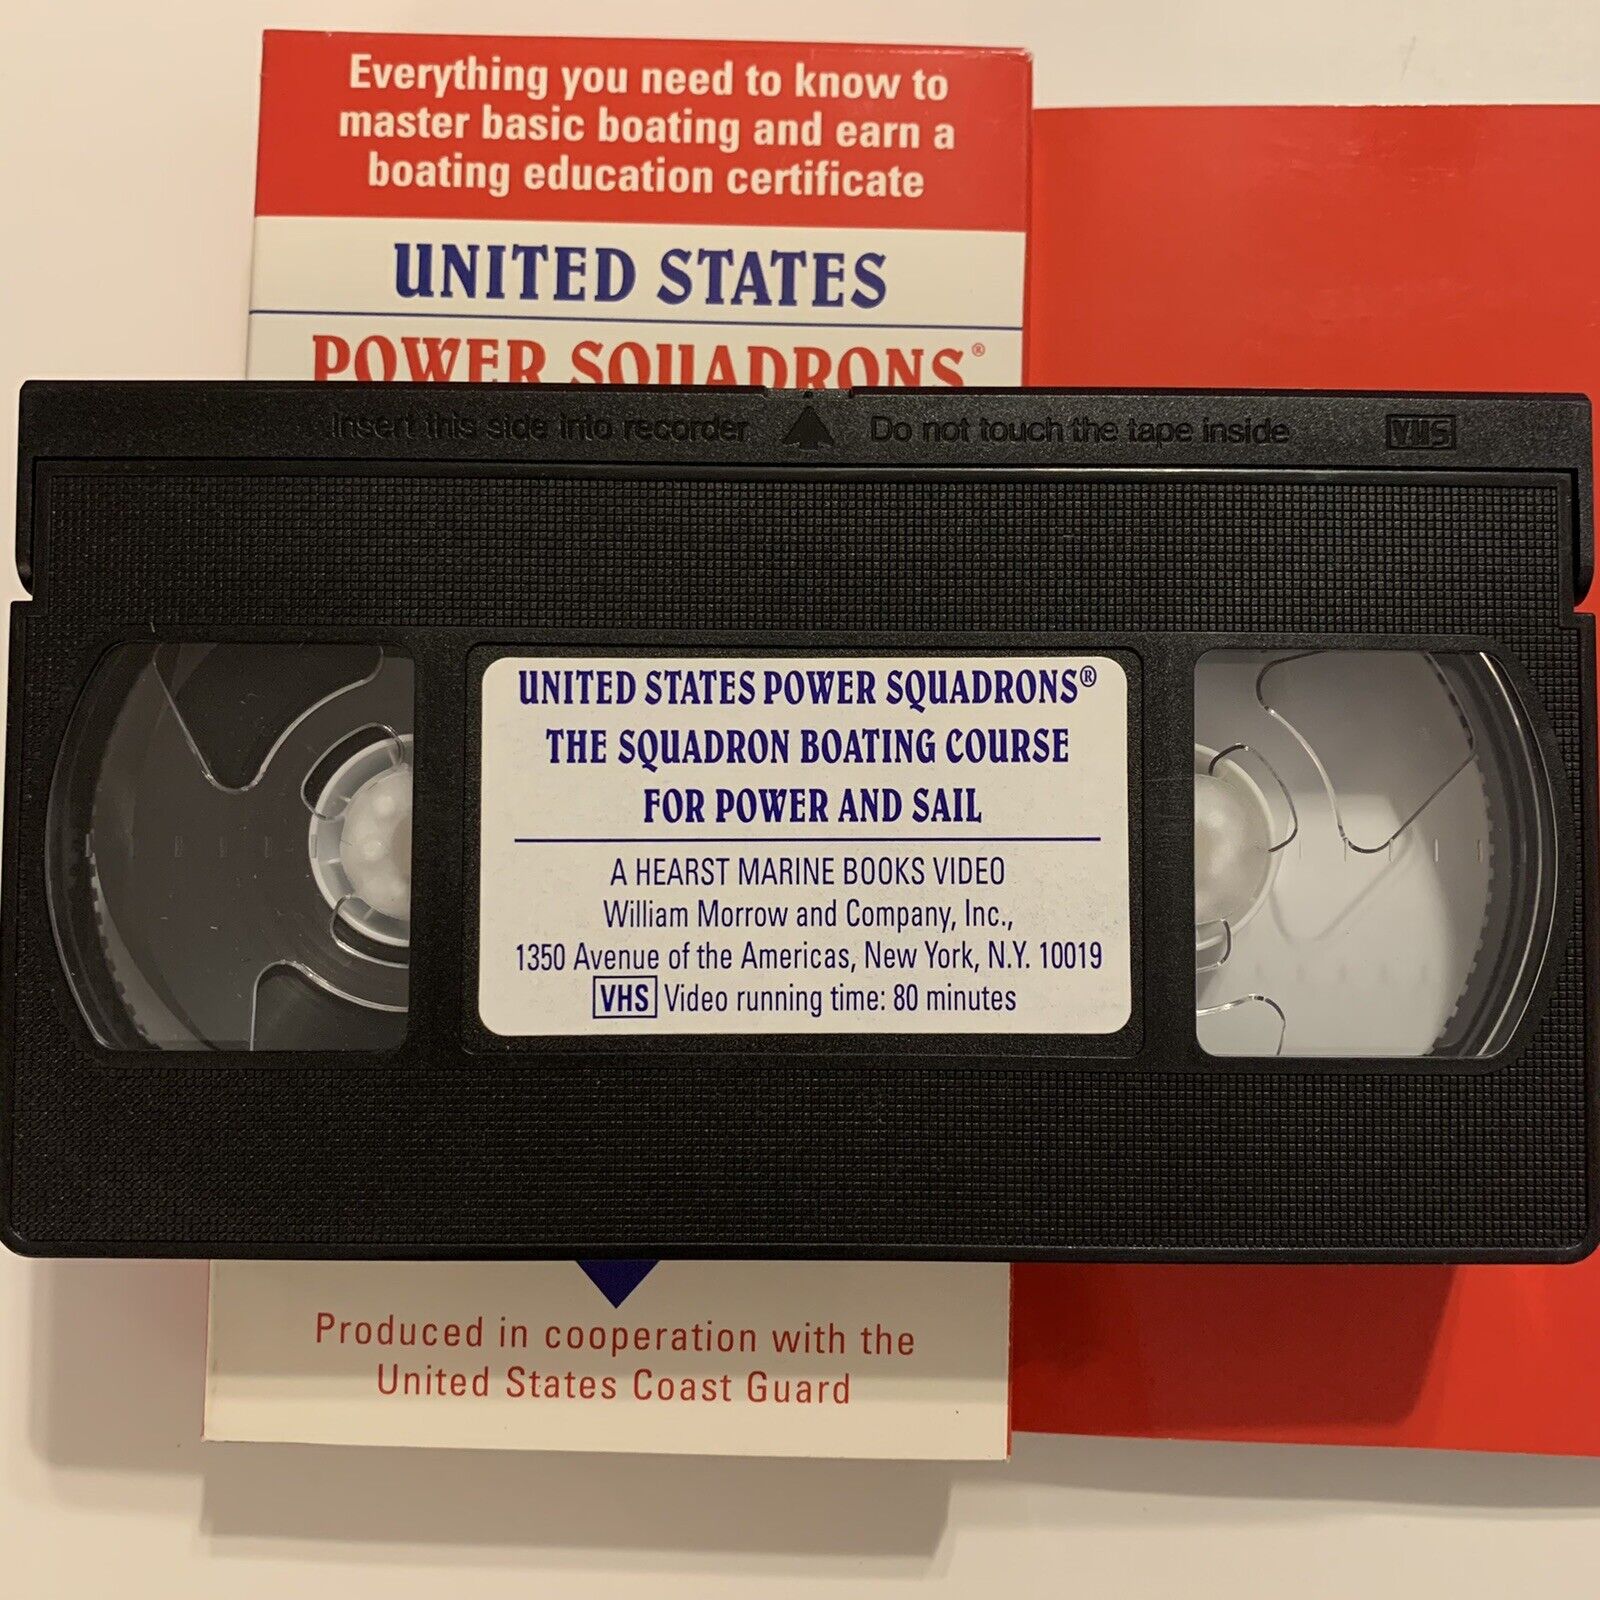 Everything you need to know to
master basic boating and earn a
boating education certificate
UNITED STATES
POWER SQUADRONS®
Insert this side into recorder
Do not touch the tape inside
VHS
UNITED STATES POWER SQUADRONS®
THE SQUADRON BOATING COURSE
FOR POWER AND SAIL
A HEARST MARINE BOOKS VIDEO
William Morrow and Company, Inc.,
1350 Avenue of the Americas, New York, N.Y. 10019
VHS Video running time: 80 minutes
Produced in cooperation with the
United States Coast Guard